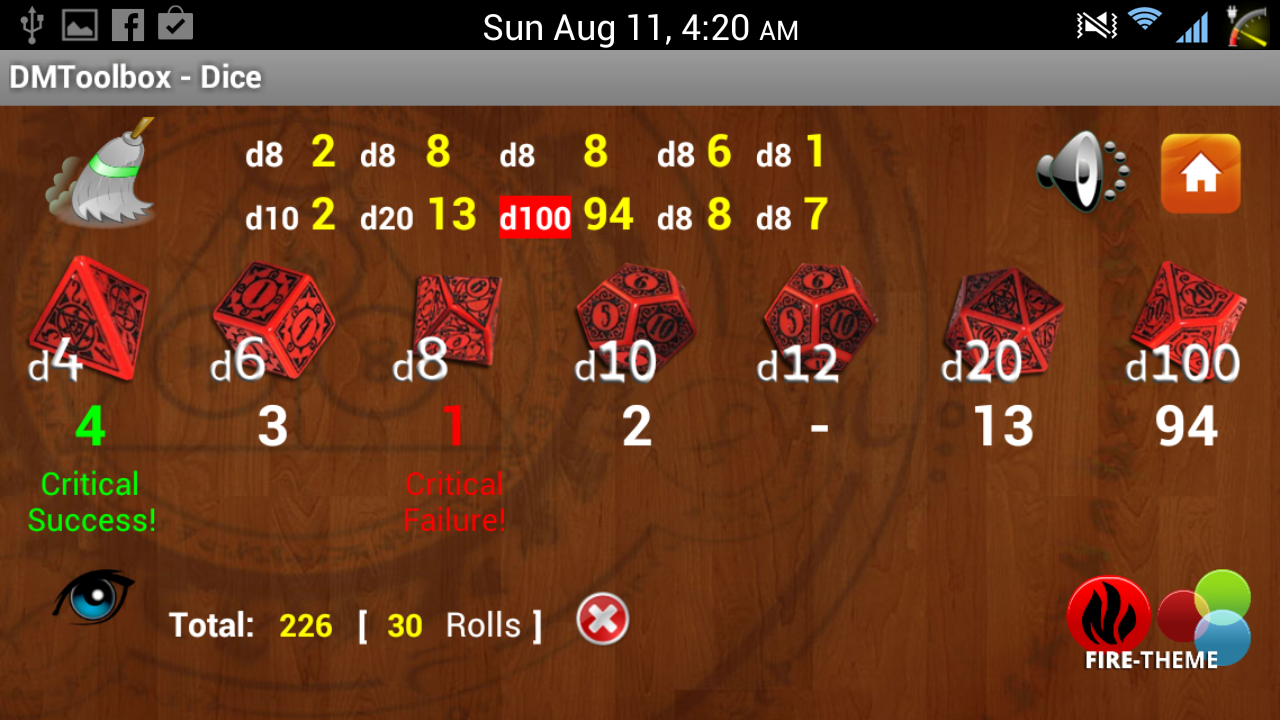 Sun Aug 11, 4:20 AM
DMToolbox - Dice
d8 2 d8 8 d8 8 d8 6 d8 1
d10 2 d20 13 d100 94 d8 8 d8 7
d4 d6 d8 d10 d12 d20 d100
4 3 1 2 - 13 94
Critical Critical
Success! Failure!
Total: 226 [ 30 Rolls ]
FIRE-THEME